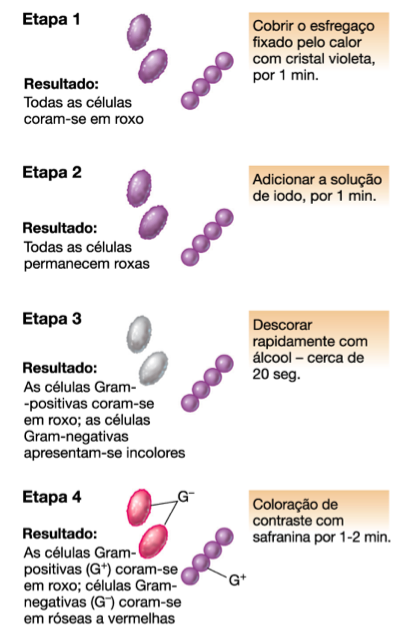 Etapa 1
Resultado:
Todas as células
coram-se em roxo
Cobrir o esfregaço
fixado pelo calor
com cristal violeta,
por 1 min.
Etapa 2
Resultado:
Todas as células
permanecem roxas
Adicionar a solução
de iodo, por 1 min.
Etapa 3
Resultado:
As células Gram-
-positivas coram-se
em roxo; as células
Gram-negativas
apresentam-se incolores
Descorar
rapidamente com
álcool – cerca de
20 seg.
Etapa 4
Resultado:
As células Gram-
positivas (G⁺) coram-se
em roxo; células Gram-
negativas (G⁻) coram-se
em róseas a vermelhas
G⁻
G⁺
Coloração de
contraste com
safranina por 1-2 min.